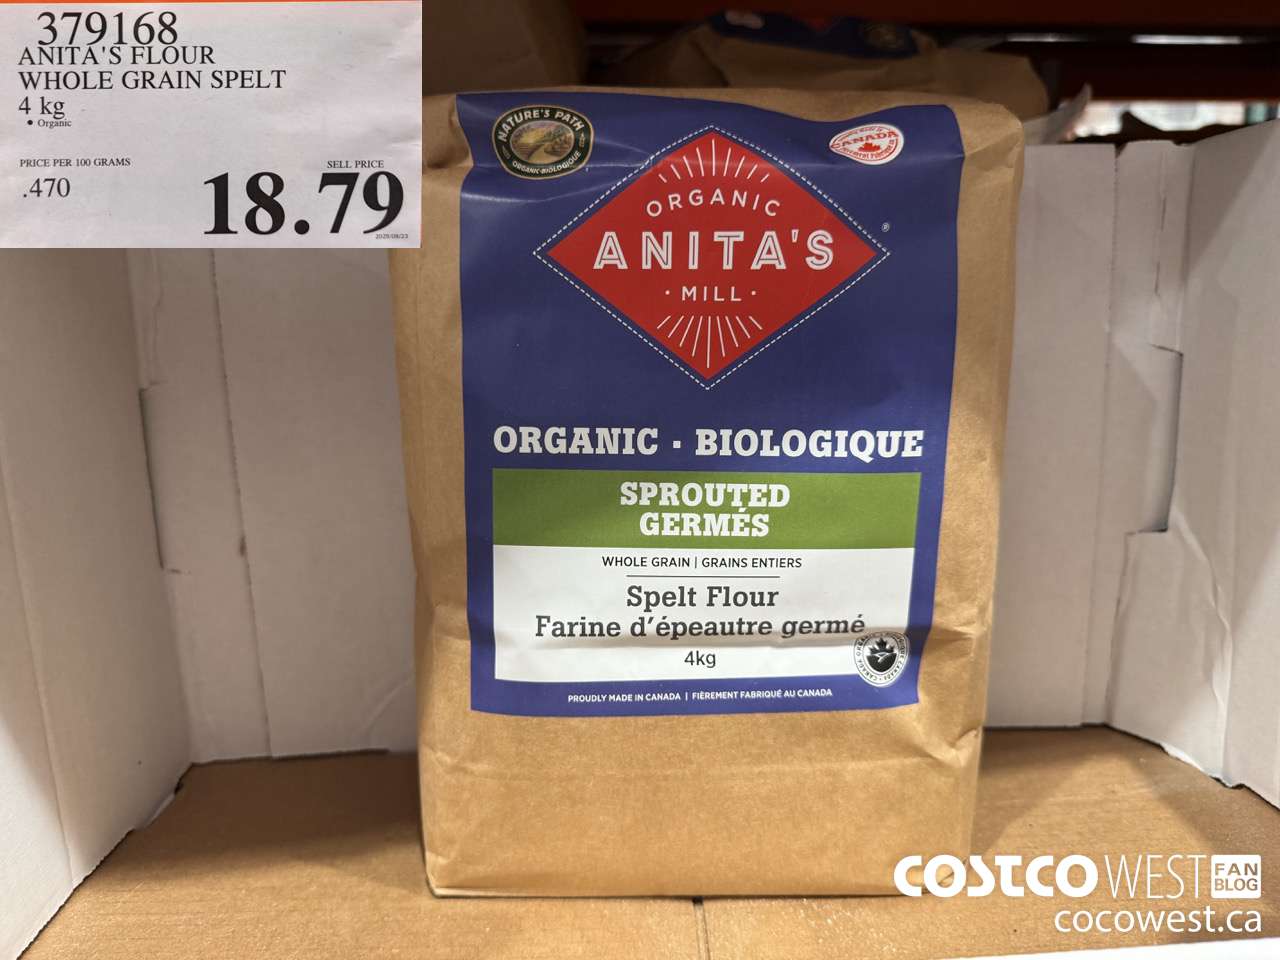 379168
ANITA'S FLOUR
WHOLE GRAIN SPELT
4 kg
• Organic
PRICE PER 100 GRAMS
SELL PRICE
.470
18.79
NATURE'S PATH
ORGANIC·BIOLOGIQUE
CANADA
ORGANIC
ANITA'S
®
· MILL ·
ORGANIC · BIOLOGIQUE
SPROUTED
GERMÉS
WHOLE GRAIN | GRAINS ENTIERS
Spelt Flour
Farine d'épeautre germé
4kg
PROUDLY MADE IN CANADA | FIÈREMENT FABRIQUÉ AU CANADA
COSTCO WEST FAN BLOG
cocowest.ca